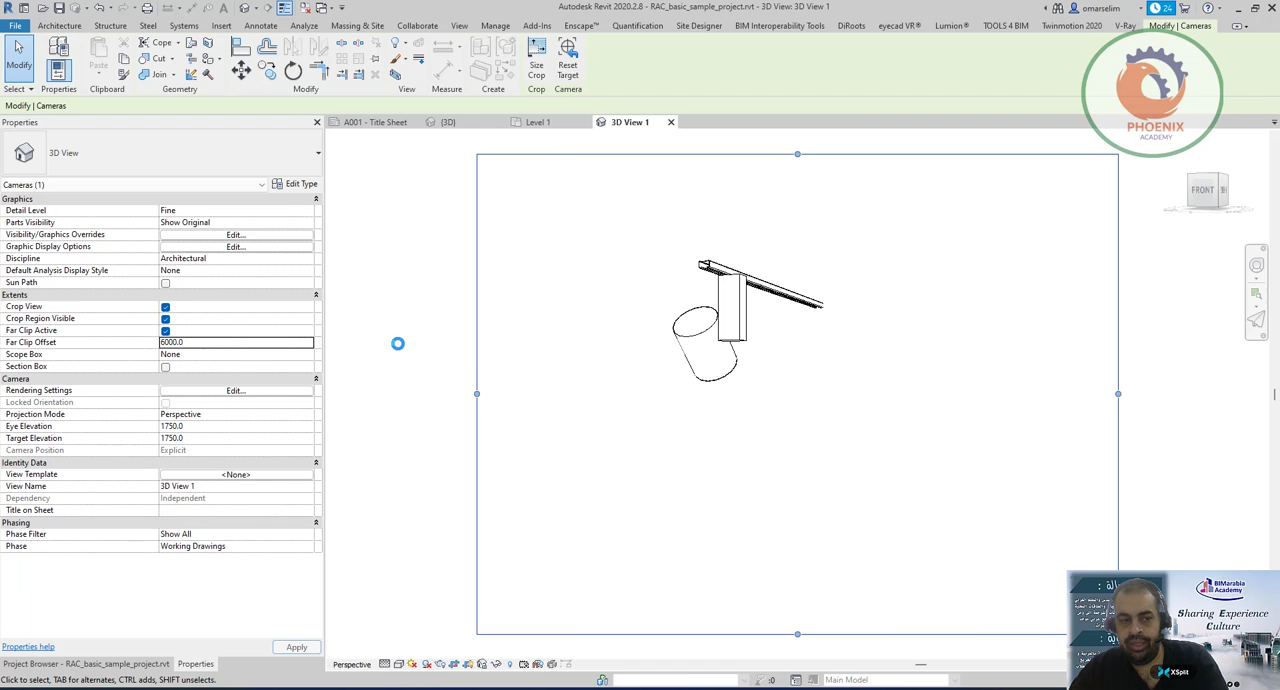 Autodesk Revit 2020.2.8 - RAC_basic_sample_project.rvt - 3D View: 3D View 1
omarselim
24
File
Architecture
Structure
Steel
Systems
Insert
Annotate
Analyze
Massing & Site
Collaborate
View
Manage
Add-Ins
Enscape™
Quantification
Site Designer
BIM Interoperability Tools
DiRoots
eyecad VR®
Lumion®
TOOLS 4 BIM
Twinmotion 2020
V-Ray
Modify | Cameras
Modify
Paste
Cope
Cut
Join
Size
Crop
Reset
Target
Select
Properties
Clipboard
Geometry
Modify
View
Measure
Create
Crop
Camera
PHOENIX
ACADEMY
Modify | Cameras
Properties
A001 - Title Sheet
{3D}
Level 1
3D View 1
3D View
Cameras (1)
Edit Type
Graphics
Detail Level Fine
Parts Visibility Show Original
Visibility/Graphics Overrides Edit...
Graphic Display Options Edit...
Discipline Architectural
Default Analysis Display Style None
Sun Path
Extents
Crop View
Crop Region Visible
Far Clip Active
Far Clip Offset 6000.0
Scope Box None
Section Box
Camera
Rendering Settings Edit...
Locked Orientation
Projection Mode Perspective
Eye Elevation 1750.0
Target Elevation 1750.0
Camera Position Explicit
Identity Data
View Template <None>
View Name 3D View 1
Dependency Independent
Title on Sheet
Phasing
Phase Filter Show All
Phase Working Drawings
FRONT
Properties help
Apply
Project Browser - RAC_basic_sample_project.rvt
Properties
Perspective
Click to select, TAB for alternates, CTRL adds, SHIFT unselects.
:0
Main Model
BIMarabia
Academy
Sharing Experience
Culture
XSplit